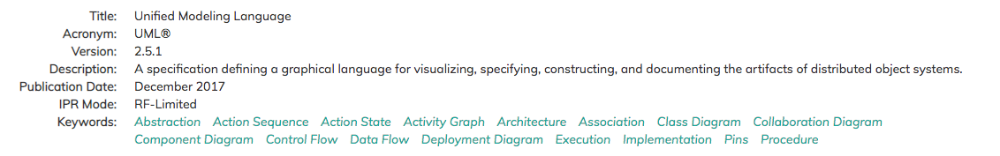 Title: Unified Modeling Language
Acronym: UML®
Version: 2.5.1
Description: A specification defining a graphical language for visualizing, specifying, constructing, and documenting the artifacts of distributed object systems.
Publication Date: December 2017
IPR Mode: RF-Limited
Keywords: Abstraction Action Sequence Action State Activity Graph Architecture Association Class Diagram Collaboration Diagram
Component Diagram Control Flow Data Flow Deployment Diagram Execution Implementation Pins Procedure